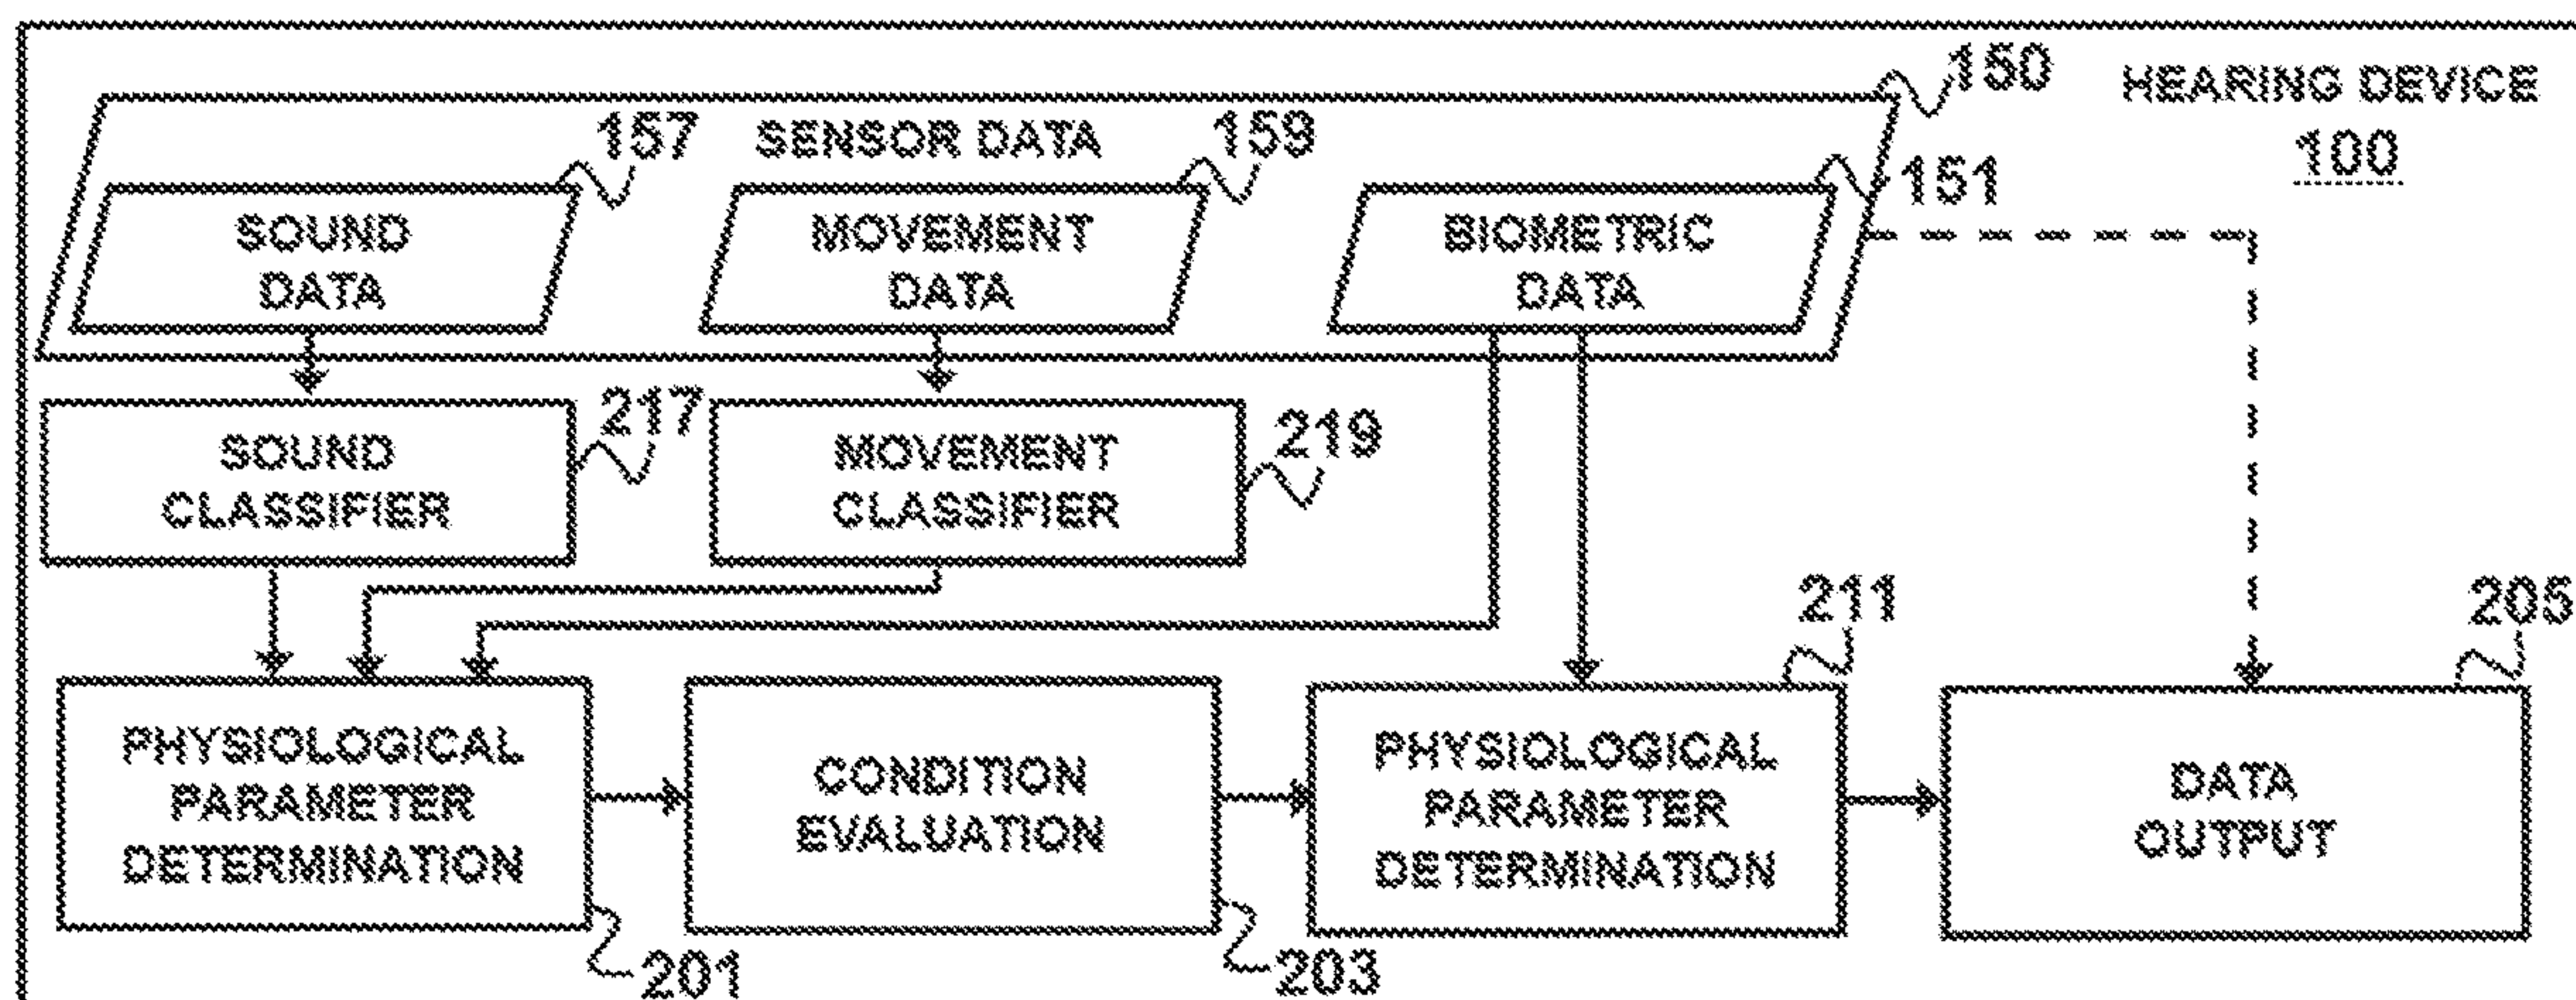 150
HEARING DEVICE
100
157
SENSOR DATA
159
151
SOUND
DATA
MOVEMENT
DATA
BIOMETRIC
DATA
217
219
SOUND
CLASSIFIER
MOVEMENT
CLASSIFIER
211
205
PHYSIOLOGICAL
PARAMETER
DETERMINATION
CONDITION
EVALUATION
PHYSIOLOGICAL
PARAMETER
DETERMINATION
DATA
OUTPUT
201
203